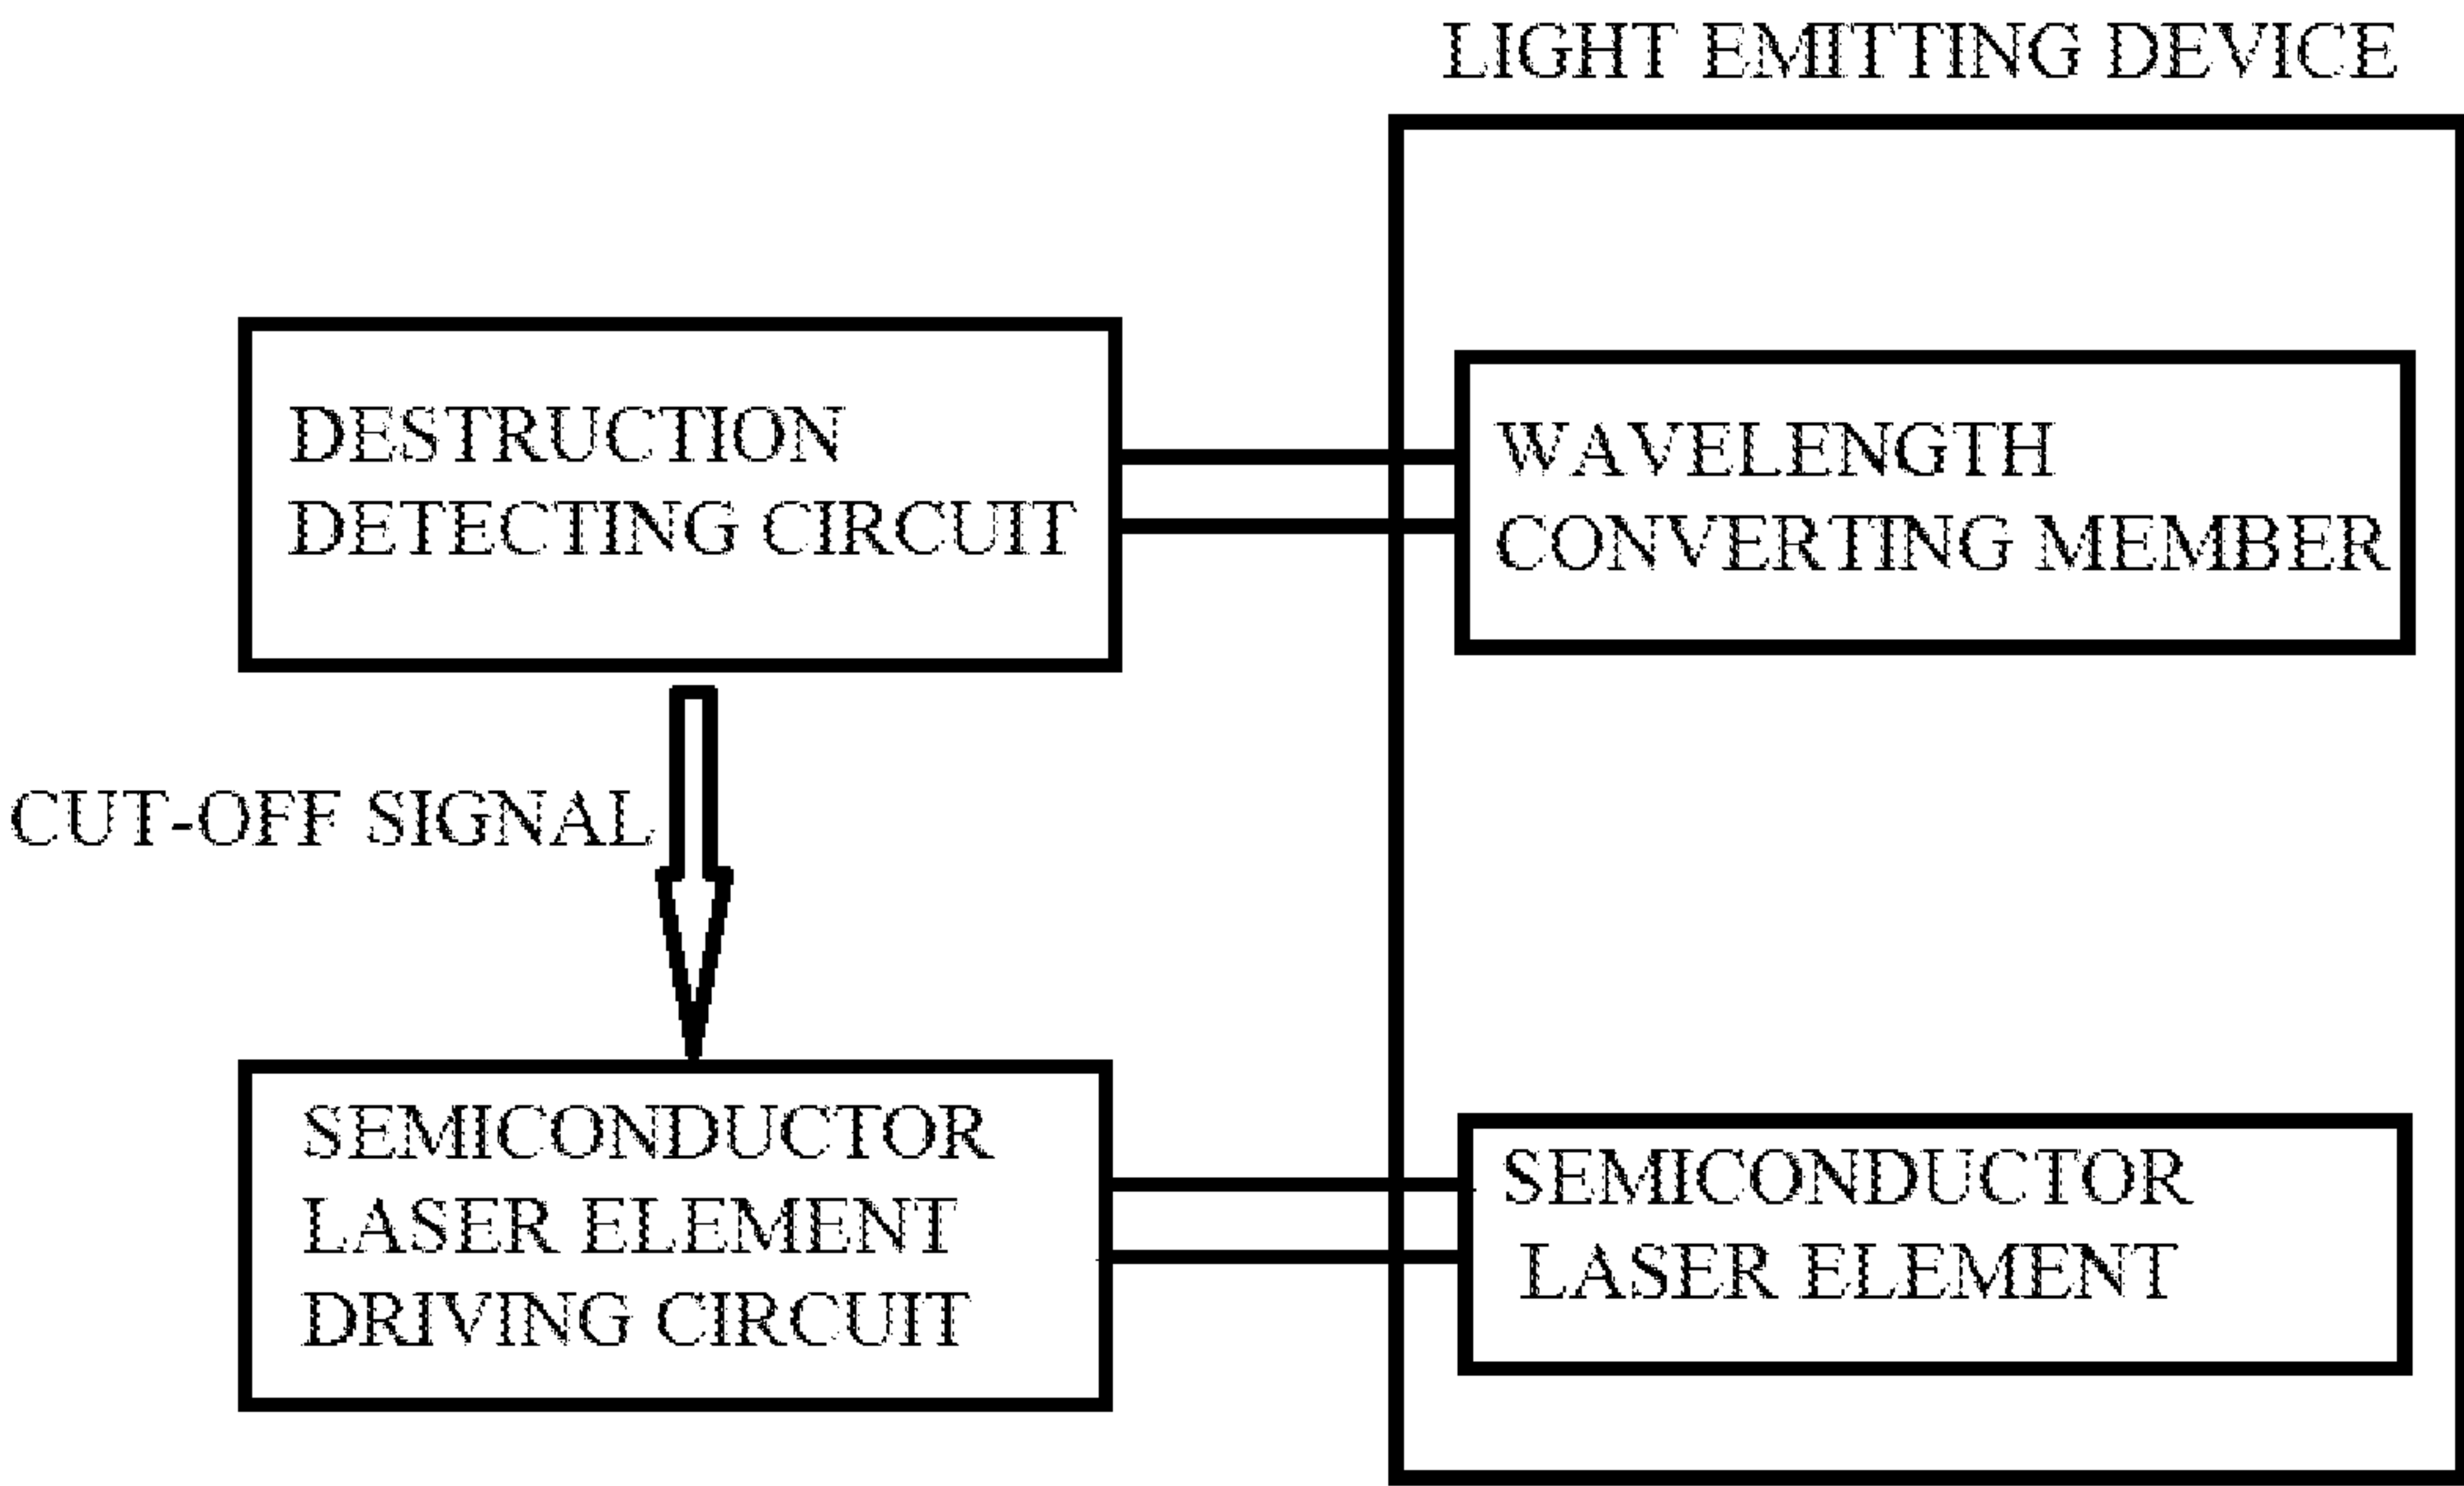 LIGHT EMITTING DEVICE
DESTRUCTION
DETECTING CIRCUIT
WAVELENGTH
CONVERTING MEMBER
CUT-OFF SIGNAL
SEMICONDUCTOR
LASER ELEMENT
DRIVING CIRCUIT
SEMICONDUCTOR
LASER ELEMENT